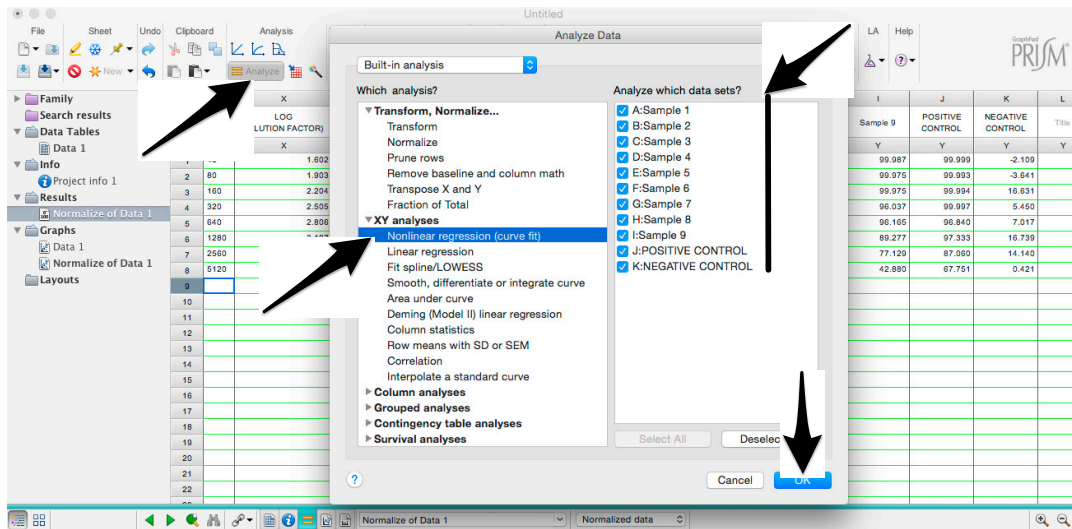 Untitled
File Sheet Undo Clipboard Analysis LA Help
New Analyze
GraphPad
PRISM
Family
Search results
Data Tables
Data 1
Info
Project info 1
Results
Normalize of Data 1
Graphs
Data 1
Normalize of Data 1
Layouts
Analyze Data
Built-in analysis
Which analysis?
Transform, Normalize...
Transform
Normalize
Prune rows
Remove baseline and column math
Transpose X and Y
Fraction of Total
XY analyses
Nonlinear regression (curve fit)
Linear regression
Fit spline/LOWESS
Smooth, differentiate or integrate curve
Area under curve
Deming (Model II) linear regression
Column statistics
Row means with SD or SEM
Correlation
Interpolate a standard curve
Column analyses
Grouped analyses
Contingency table analyses
Survival analyses
Analyze which data sets?
A:Sample 1
B:Sample 2
C:Sample 3
D:Sample 4
E:Sample 5
F:Sample 6
G:Sample 7
H:Sample 8
I:Sample 9
J:POSITIVE CONTROL
K:NEGATIVE CONTROL
Select All
?
Cancel OK
X I J K L
LOG
LUTION FACTOR)
Sample 9 POSITIVE CONTROL NEGATIVE CONTROL Title
X Y Y Y Y
1.602 99.987 99.999 -2.109
2 80 1.903 99.975 99.993 -3.641
3 160 2.204 99.975 99.994 16.631
4 320 2.505 96.037 99.997 5.450
5 640 2.806 96.165 96.840 7.017
6 1280 89.277 97.333 16.739
7 2560 77.129 87.060 14.140
8 5120 42.880 67.751 0.421
9
10
11
12
13
14
15
16
17
18
19
20
21
22
Normalize of Data 1 Normalized data